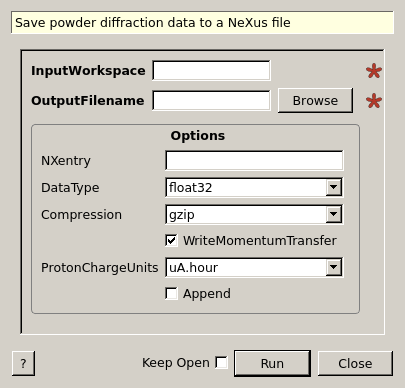 Save powder diffraction data to a NeXus file
InputWorkspace
OutputFilename Browse
Options
NXentry
DataType float32
Compression gzip
WriteMomentumTransfer
ProtonChargeUnits uA.hour
Append
? Keep Open Run Close